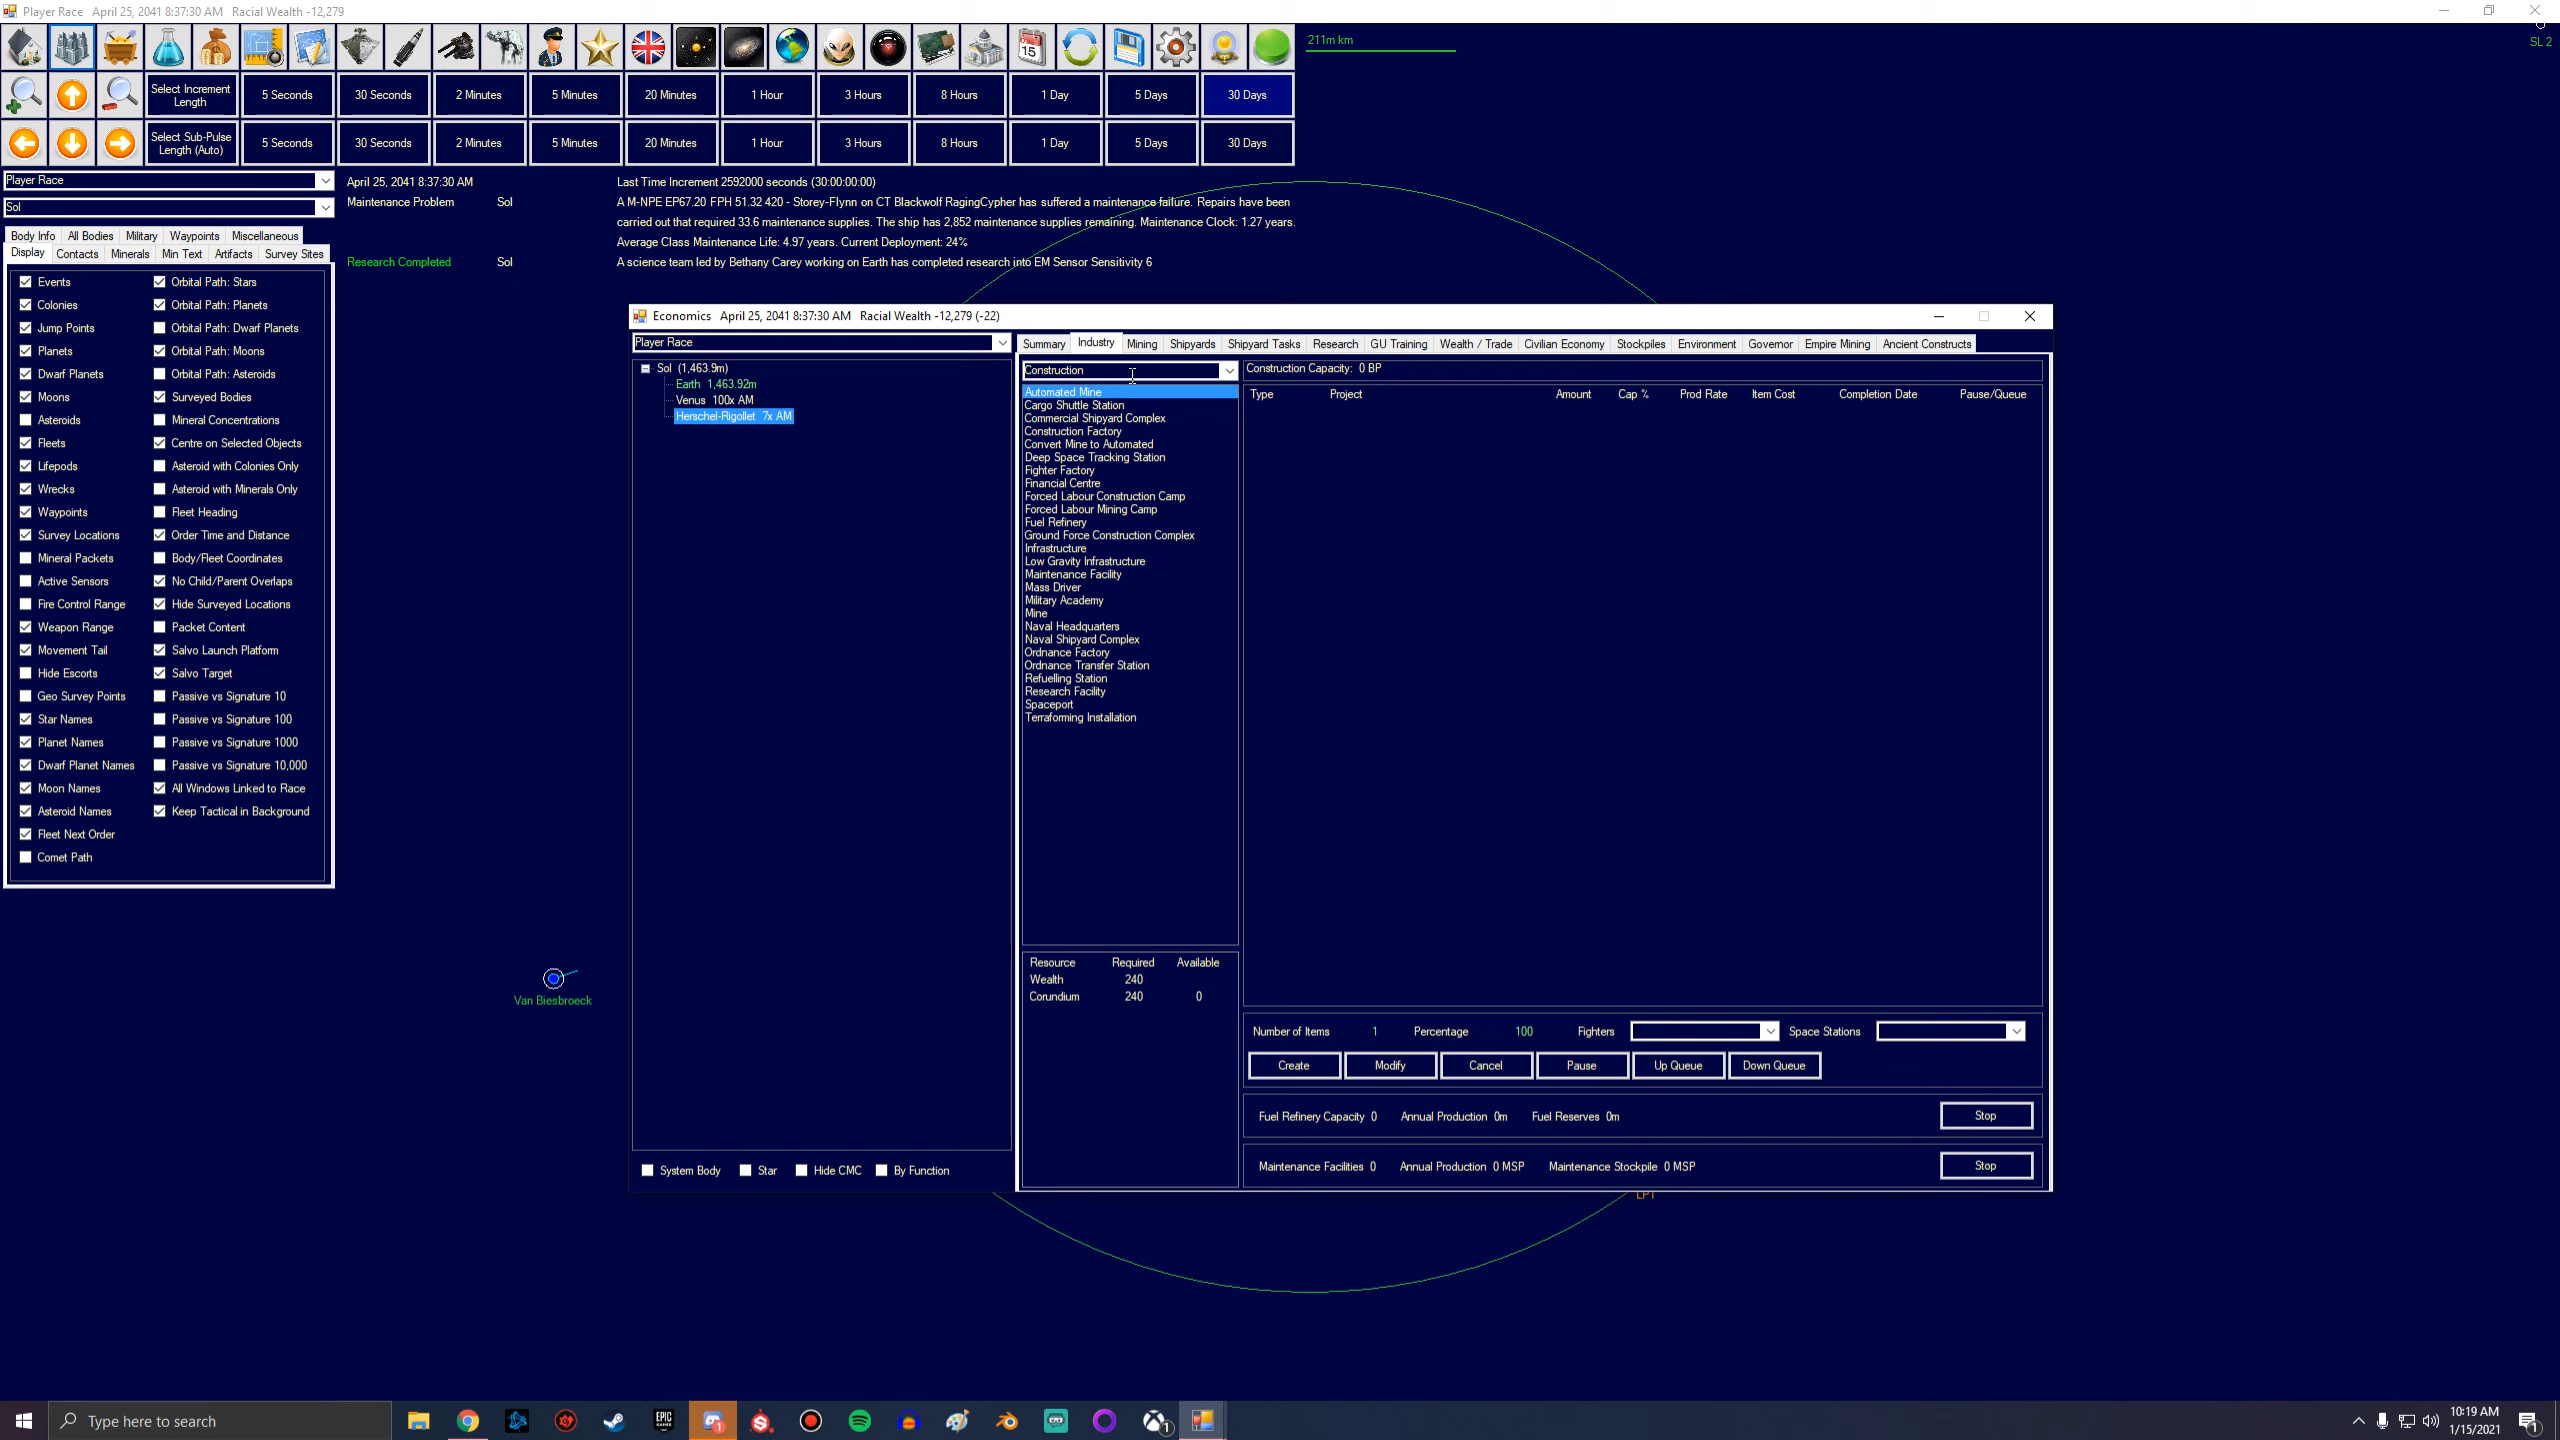 Player Race   April 25, 2041 8:37:30 AM   Racial Wealth -12,279
211m km
SL 2
Select Increment Length   5 Seconds   30 Seconds   2 Minutes   5 Minutes   20 Minutes   1 Hour   3 Hours   8 Hours   1 Day   5 Days   30 Days
Select Sub-Pulse Length (Auto)   5 Seconds   30 Seconds   2 Minutes   5 Minutes   20 Minutes   1 Hour   3 Hours   8 Hours   1 Day   5 Days   30 Days
Player Race
Sol
Body Info   All Bodies   Military   Waypoints   Miscellaneous
Display   Contacts   Minerals   Min Text   Artifacts   Survey Sites
Events   Orbital Path: Stars
Colonies   Orbital Path: Planets
Jump Points   Orbital Path: Dwarf Planets
Planets   Orbital Path: Moons
Dwarf Planets   Orbital Path: Asteroids
Moons   Surveyed Bodies
Asteroids   Mineral Concentrations
Fleets   Centre on Selected Objects
Lifepods   Asteroid with Colonies Only
Wrecks   Asteroid with Minerals Only
Waypoints   Fleet Heading
Survey Locations   Order Time and Distance
Mineral Packets   Body/Fleet Coordinates
Active Sensors   No Child/Parent Overlaps
Fire Control Range   Hide Surveyed Locations
Weapon Range   Packet Content
Movement Tail   Salvo Launch Platform
Hide Escorts   Salvo Target
Geo Survey Points   Passive vs Signature 10
Star Names   Passive vs Signature 100
Planet Names   Passive vs Signature 1000
Dwarf Planet Names   Passive vs Signature 10,000
Moon Names   All Windows Linked to Race
Asteroid Names   Keep Tactical in Background
Fleet Next Order
Comet Path
April 25, 2041 8:37:30 AM   Last Time Increment 2592000 seconds (30:00:00:00)
Maintenance Problem   Sol   A M-NPE EP67.20 FPH 51.32 420 - Storey-Flynn on CT Blackwolf RagingCypher has suffered a maintenance failure. Repairs have been
carried out that required 33.6 maintenance supplies. The ship has 2,852 maintenance supplies remaining. Maintenance Clock: 1.27 years.
Average Class Maintenance Life: 4.97 years. Current Deployment: 24%
Research Completed   Sol   A science team led by Bethany Carey working on Earth has completed research into EM Sensor Sensitivity 6
Van Biesbroeck
Economics   April 25, 2041 8:37:30 AM   Racial Wealth -12,279 (-22)
Player Race
Sol (1,463.9m)
Earth 1,463.92m
Venus 100x AM
Herschel-Rigollet 7x AM
System Body   Star   Hide CMC   By Function
Summary   Industry   Mining   Shipyards   Shipyard Tasks   Research   GU Training   Wealth / Trade   Civilian Economy   Stockpiles   Environment   Governor   Empire Mining   Ancient Constructs
Construction
Automated Mine
Cargo Shuttle Station
Commercial Shipyard Complex
Construction Factory
Convert Mine to Automated
Deep Space Tracking Station
Fighter Factory
Financial Centre
Forced Labour Construction Camp
Forced Labour Mining Camp
Fuel Refinery
Ground Force Construction Complex
Infrastructure
Low Gravity Infrastructure
Maintenance Facility
Mass Driver
Military Academy
Mine
Naval Headquarters
Naval Shipyard Complex
Ordnance Factory
Ordnance Transfer Station
Refuelling Station
Research Facility
Spaceport
Terraforming Installation
Resource   Required   Available
Wealth   240
Corundium   240   0
Construction Capacity: 0 BP
Type   Project   Amount   Cap %   Prod Rate   Item Cost   Completion Date   Pause/Queue
Number of Items   1   Percentage   100   Fighters   Space Stations
Create   Modify   Cancel   Pause   Up Queue   Down Queue
Fuel Refinery Capacity 0   Annual Production 0m   Fuel Reserves 0m   Stop
Maintenance Facilities 0   Annual Production 0 MSP   Maintenance Stockpile 0 MSP   Stop
Type here to search
EPIC GAMES
10:19 AM
1/15/2021